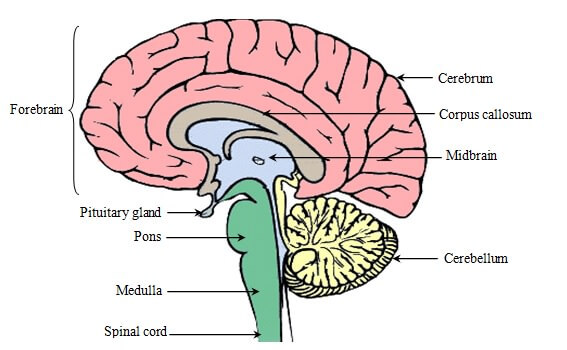 Cerebrum
Forebrain
Corpus callosum
Midbrain
Pituitary gland
Pons
Cerebellum
Medulla
Spinal cord